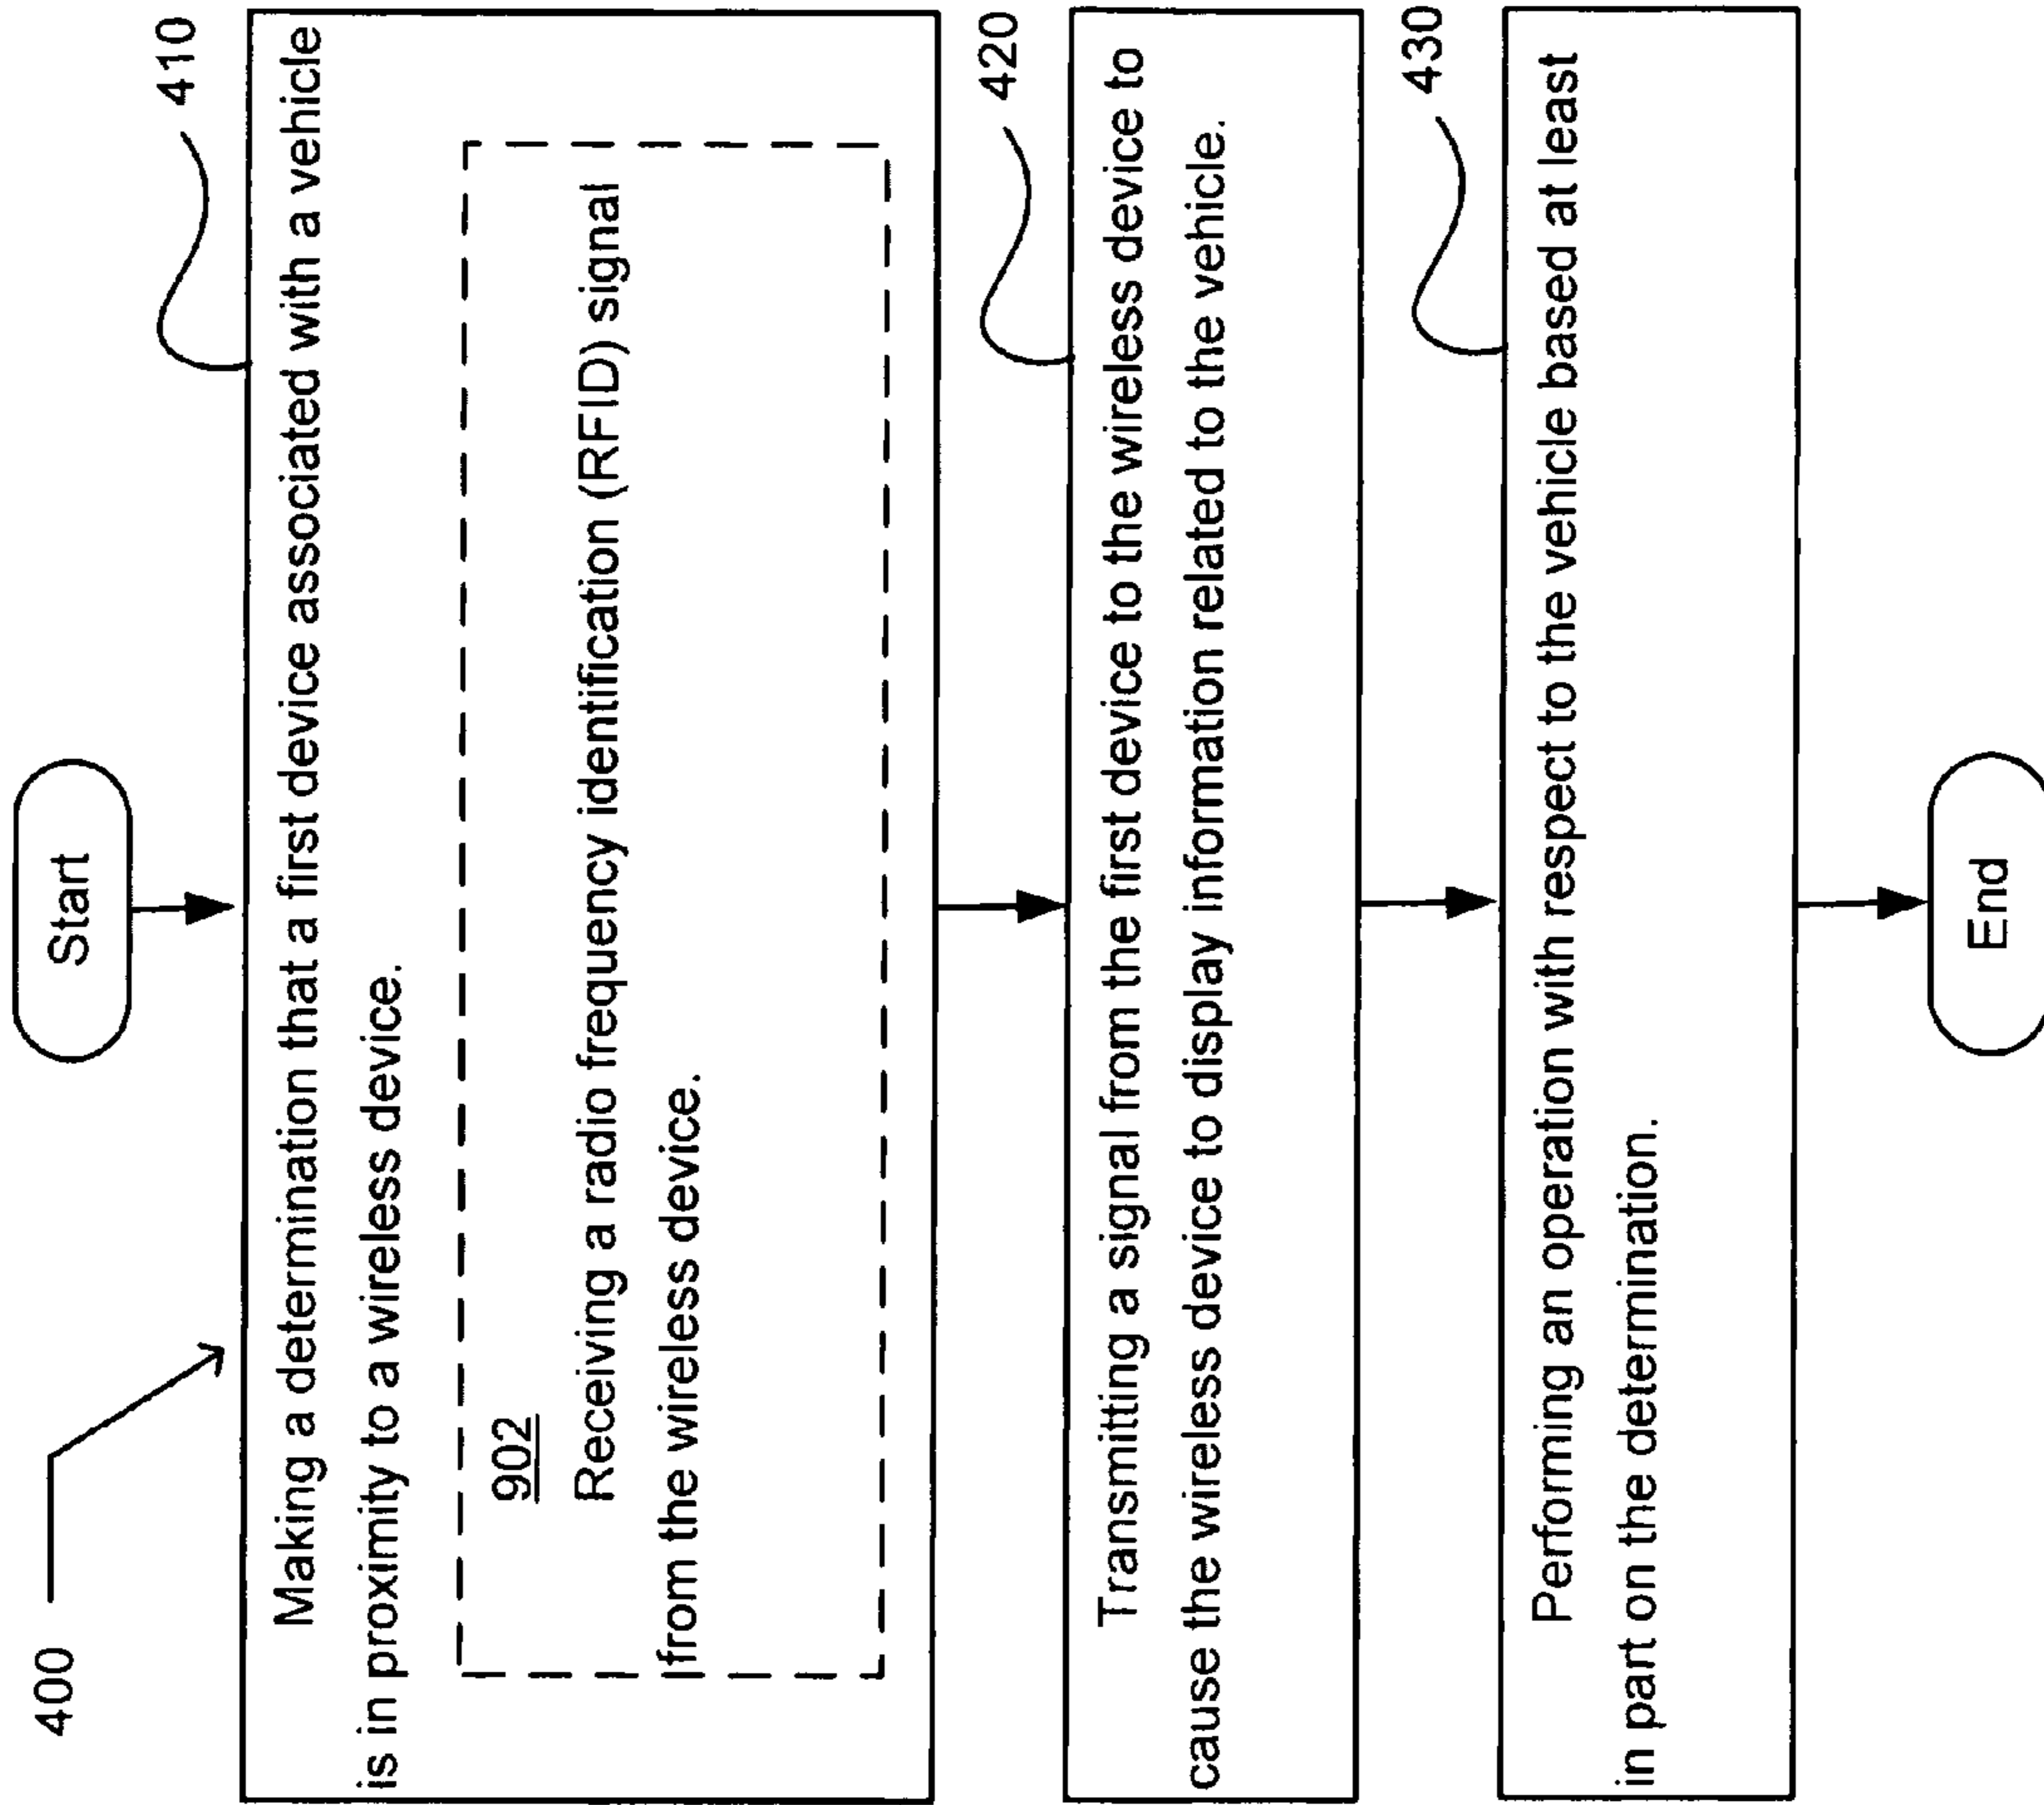 400
Start
410
Making a determination that a first device associated with a vehicle
is in proximity to a wireless device.
902
Receiving a radio frequency identification (RFID) signal
from the wireless device.
420
Transmitting a signal from the first device to the wireless device to
cause the wireless device to display information related to the vehicle.
430
Performing an operation with respect to the vehicle based at least
in part on the determination.
End